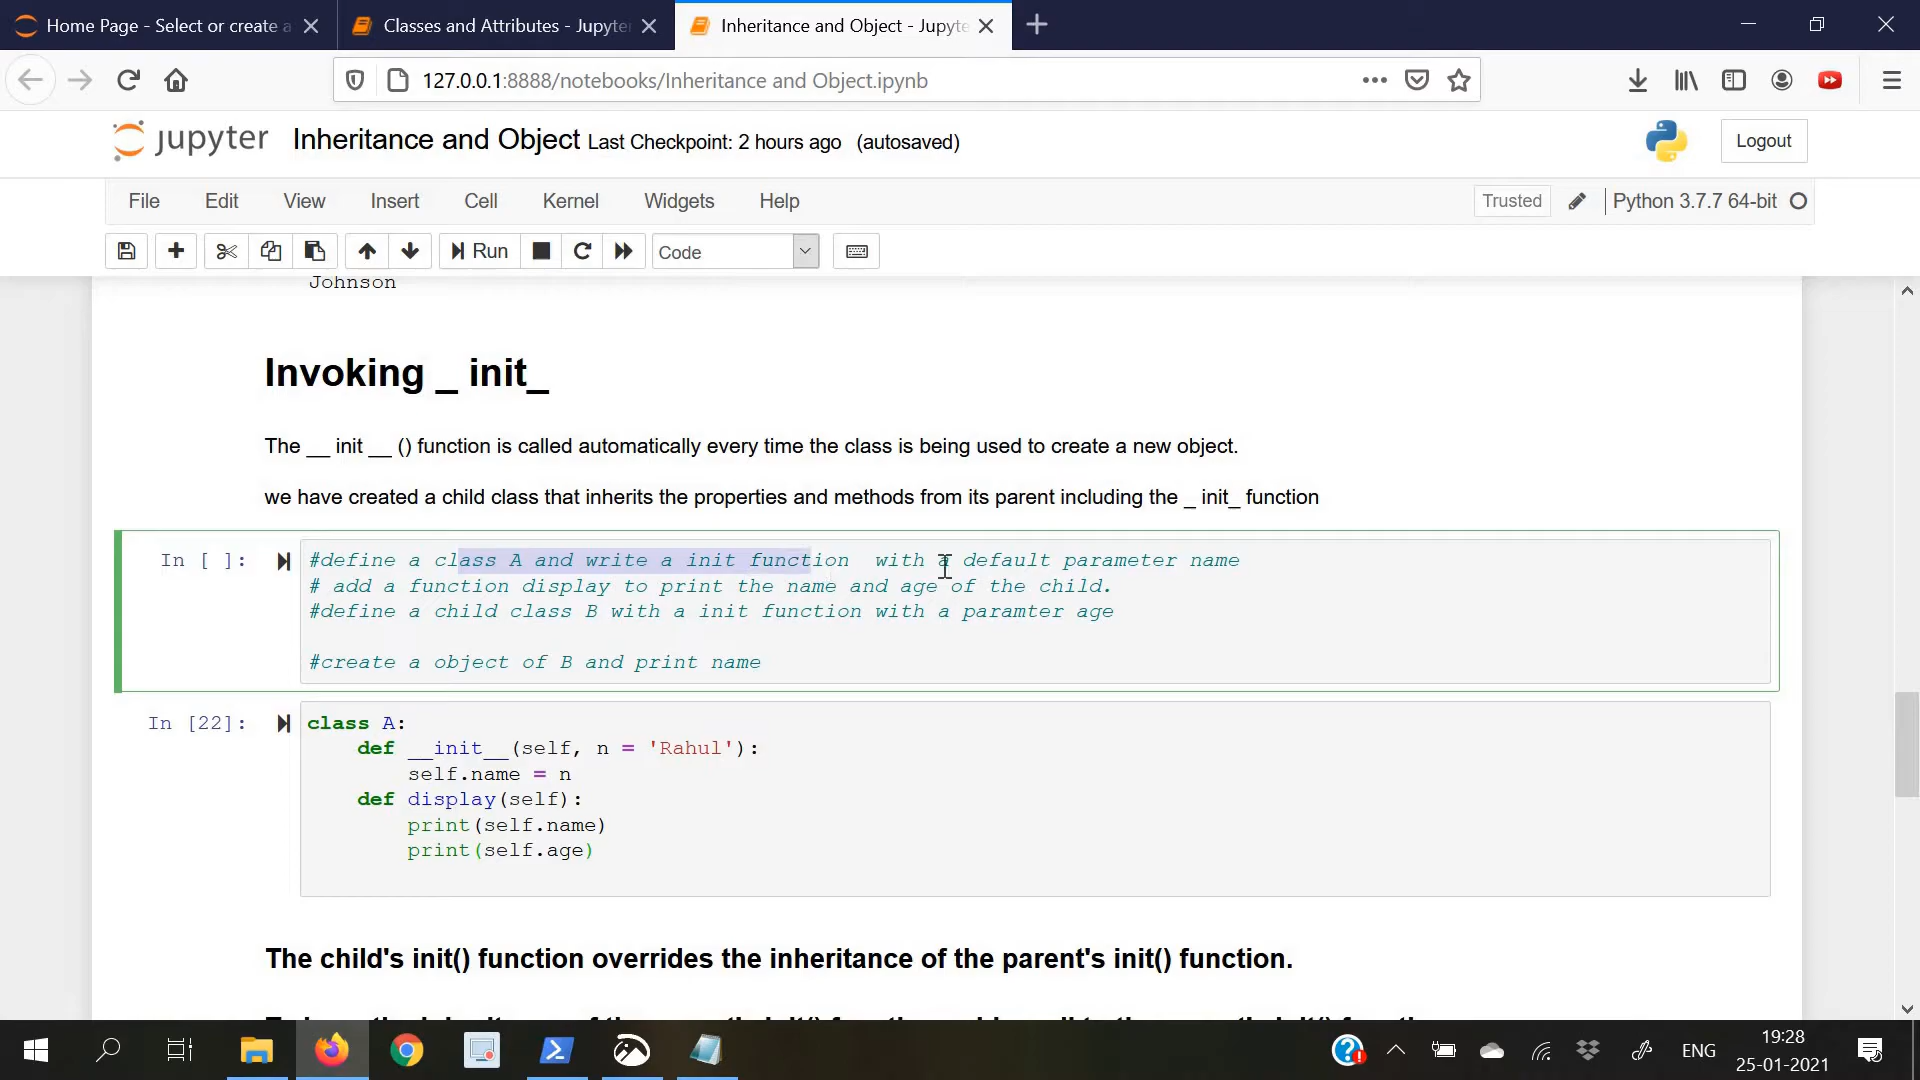 Home Page - Select or create a
Classes and Attributes - Jupyte
Inheritance and Object - Jupyte
127.0.0.1:8888/notebooks/Inheritance and Object.ipynb
jupyter Inheritance and Object Last Checkpoint: 2 hours ago (autosaved)
Logout
File Edit View Insert Cell Kernel Widgets Help
Trusted
Python 3.7.7 64-bit
Run
Code
Johnson
Invoking _ init_
The __ init __ () function is called automatically every time the class is being used to create a new object.
we have created a child class that inherits the properties and methods from its parent including the _ init_ function
In [ ]:
#define a class A and write a init function  with a default parameter name
# add a function display to print the name and age of the child.
#define a child class B with a init function with a paramter age
#create a object of B and print name
In [22]:
class A:
    def __init__(self, n = 'Rahul'):
        self.name = n
    def display(self):
        print(self.name)
        print(self.age)
The child's init() function overrides the inheritance of the parent's init() function.
ENG
19:28
25-01-2021